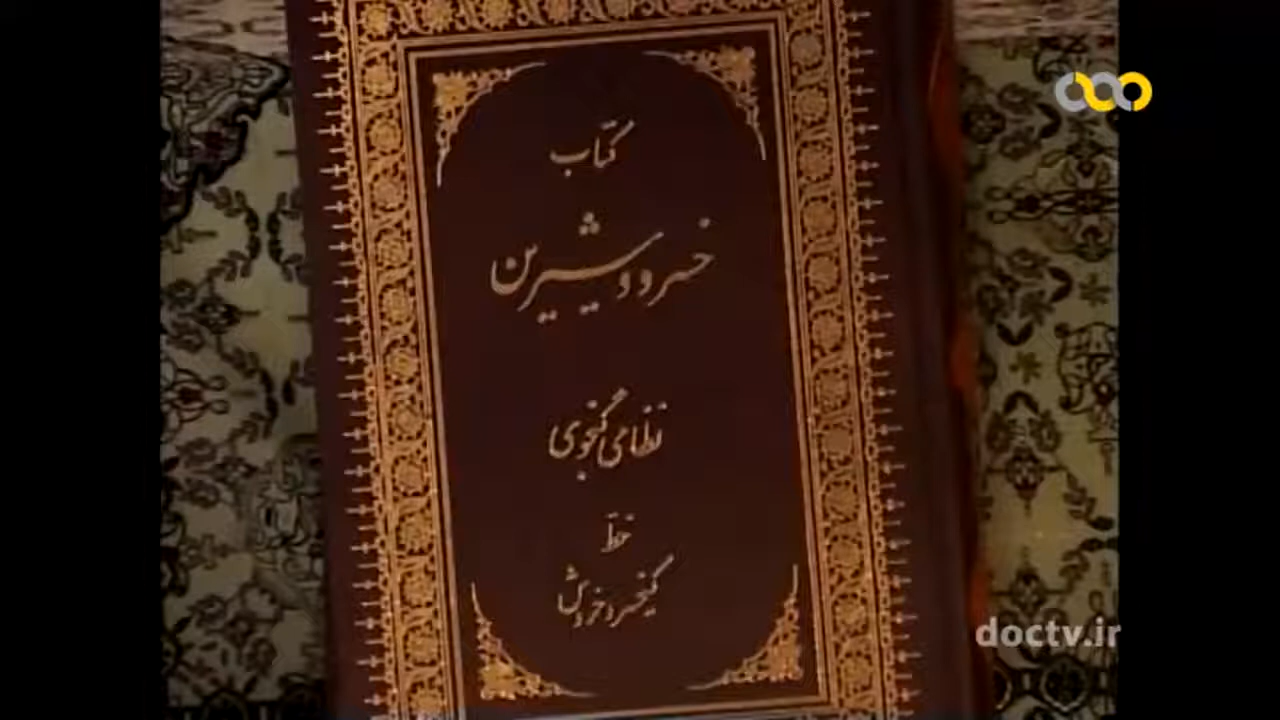 کتاب
خسرو و شیرین
نظامی گنجوی
خط
کیخسرو خروش
doctv.ir